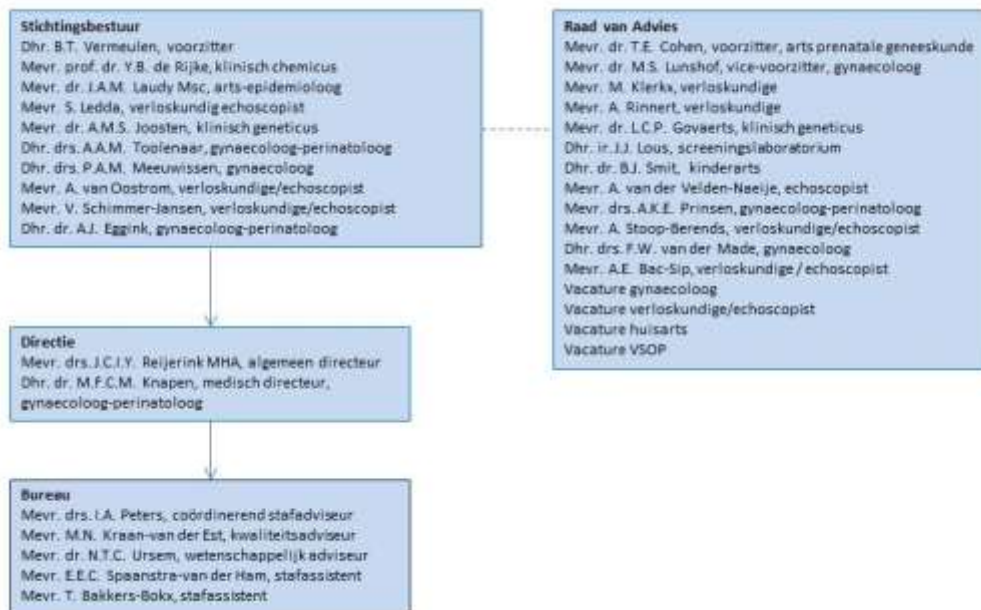 Stichtingsbestuur
Dhr. B.T. Vermeulen, voorzitter
Mevr. prof. dr. Y.B. de Rijke, klinisch chemicus
Mevr. dr. J.A.M. Laudy Msc, arts-epidemioloog
Mevr. S. Ledda, verloskundig echoscopist
Mevr. dr. A.M.S. Joosten, klinisch geneticus
Dhr. drs. A.A.M. Toolenaar, gynaecoloog-perinatoloog
Dhr. drs. P.A.M. Meeuwissen, gynaecoloog
Mevr. A. van Oostrom, verloskundige/echoscopist
Mevr. V. Schimmer-Jansen, verloskundige/echoscopist
Dhr. dr. A.J. Eggink, gynaecoloog-perinatoloog
Raad van Advies
Mevr. dr. T.E. Cohen, voorzitter, arts prenatale geneeskunde
Mevr. dr. M.S. Lunshof, vice-voorzitter, gynaecoloog
Mevr. M. Klerkx, verloskundige
Mevr. A. Rinnert, verloskundige
Mevr. dr. L.C.P. Govaerts, klinisch geneticus
Dhr. ir. J.J. Lous, screeningslaboratorium
Dhr. dr. B.J. Smit, kinderarts
Mevr. A. van der Velden-Naeije, echoscopist
Mevr. drs. A.K.E. Prinsen, gynaecoloog-perinatoloog
Mevr. A. Stoop-Berends, verloskundige/echoscopist
Dhr. drs. F.W. van der Made, gynaecoloog
Mevr. A.E. Bac-Sip, verloskundige / echoscopist
Vacature gynaecoloog
Vacature verloskundige/echoscopist
Vacature huisarts
Vacature VSOP
Directie
Mevr. drs. J.C.I.Y. Reijerink MHA, algemeen directeur
Dhr. dr. M.F.C.M. Knapen, medisch directeur,
gynaecoloog-perinatoloog
Bureau
Mevr. drs. I.A. Peters, coördinerend stafadviseur
Mevr. M.N. Kraan-van der Est, kwaliteitsadviseur
Mevr. dr. N.T.C. Ursem, wetenschappelijk adviseur
Mevr. E.E.C. Spaanstra-van der Ham, stafassistent
Mevr. T. Bakkers-Bokx, stafassistent